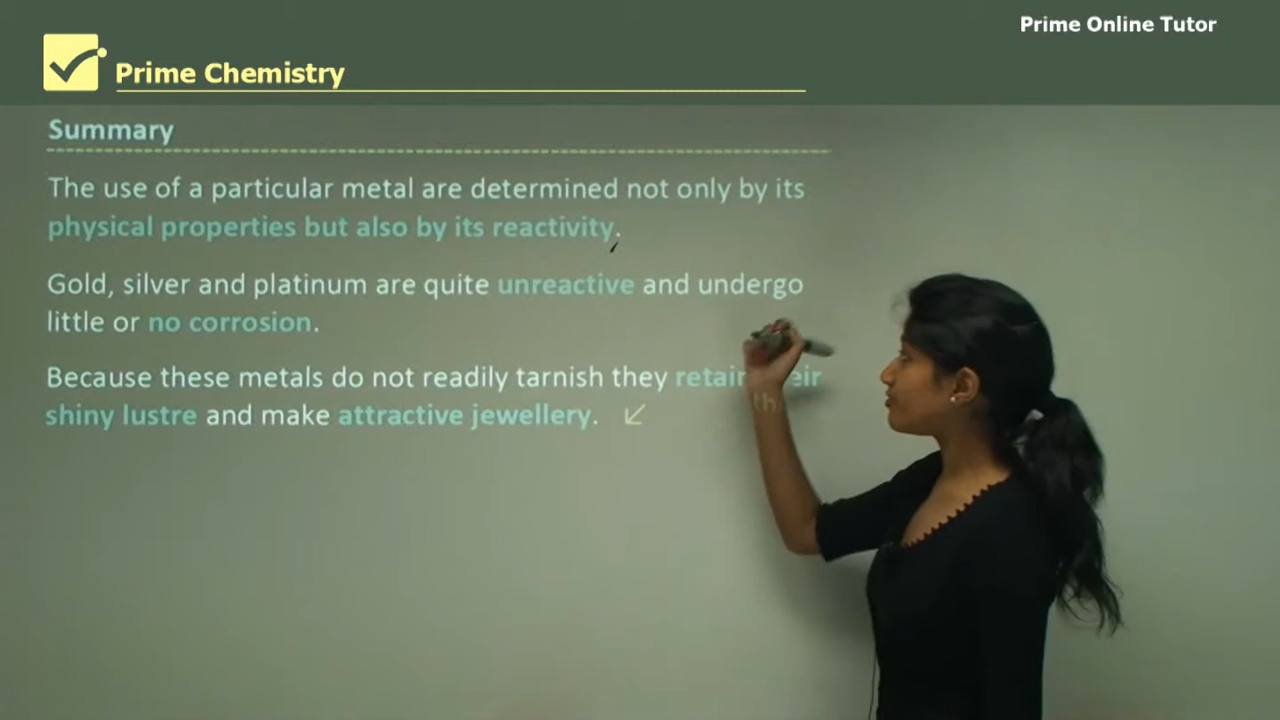 Prime Online Tutor
Prime Chemistry
Summary
The use of a particular metal are determined not only by its
physical properties but also by its reactivity.
Gold, silver and platinum are quite unreactive and undergo
little or no corrosion.
Because these metals do not readily tarnish they retain their
shiny lustre and make attractive jewellery.